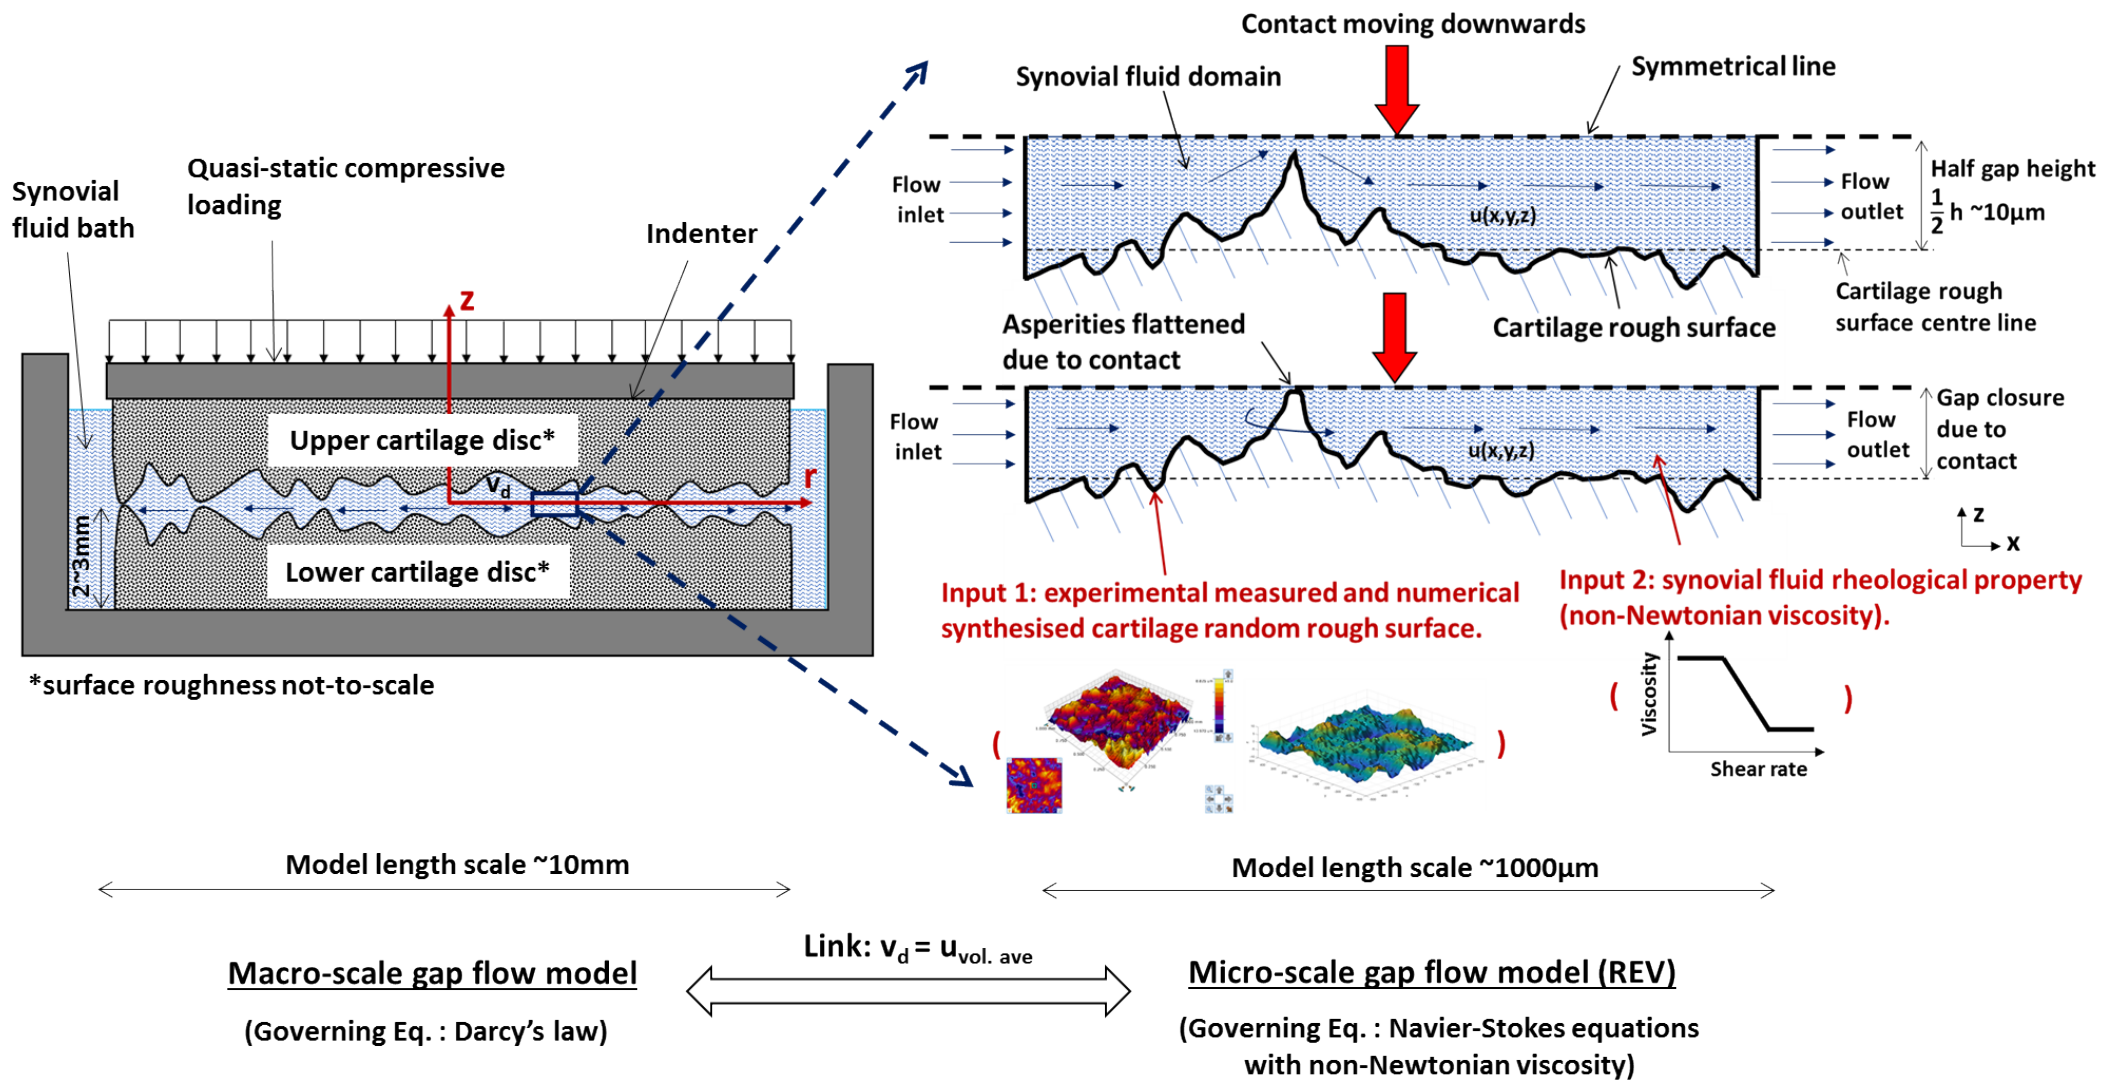 Synovial
fluid bath
Quasi-static compressive
loading
Indenter
z
r
Upper cartilage disc*
v_d
Lower cartilage disc*
2~3mm
*surface roughness not-to-scale
Model length scale ~10mm
Macro-scale gap flow model
(Governing Eq. : Darcy’s law)
Link: v_d = u_vol. ave
Contact moving downwards
Synovial fluid domain
Symmetrical line
Flow
inlet
u(x,y,z)
Flow
outlet
Half gap height
1/2 h ~10µm
Cartilage rough
surface centre line
Cartilage rough surface
Asperities flattened
due to contact
Flow
inlet
u(x,y,z)
Flow
outlet
Gap closure
due to
contact
z
x
Input 1: experimental measured and numerical
synthesised cartilage random rough surface.
( )
Input 2: synovial fluid rheological property
(non-Newtonian viscosity).
( )
Viscosity
Shear rate
Model length scale ~1000µm
Micro-scale gap flow model (REV)
(Governing Eq. : Navier-Stokes equations
with non-Newtonian viscosity)